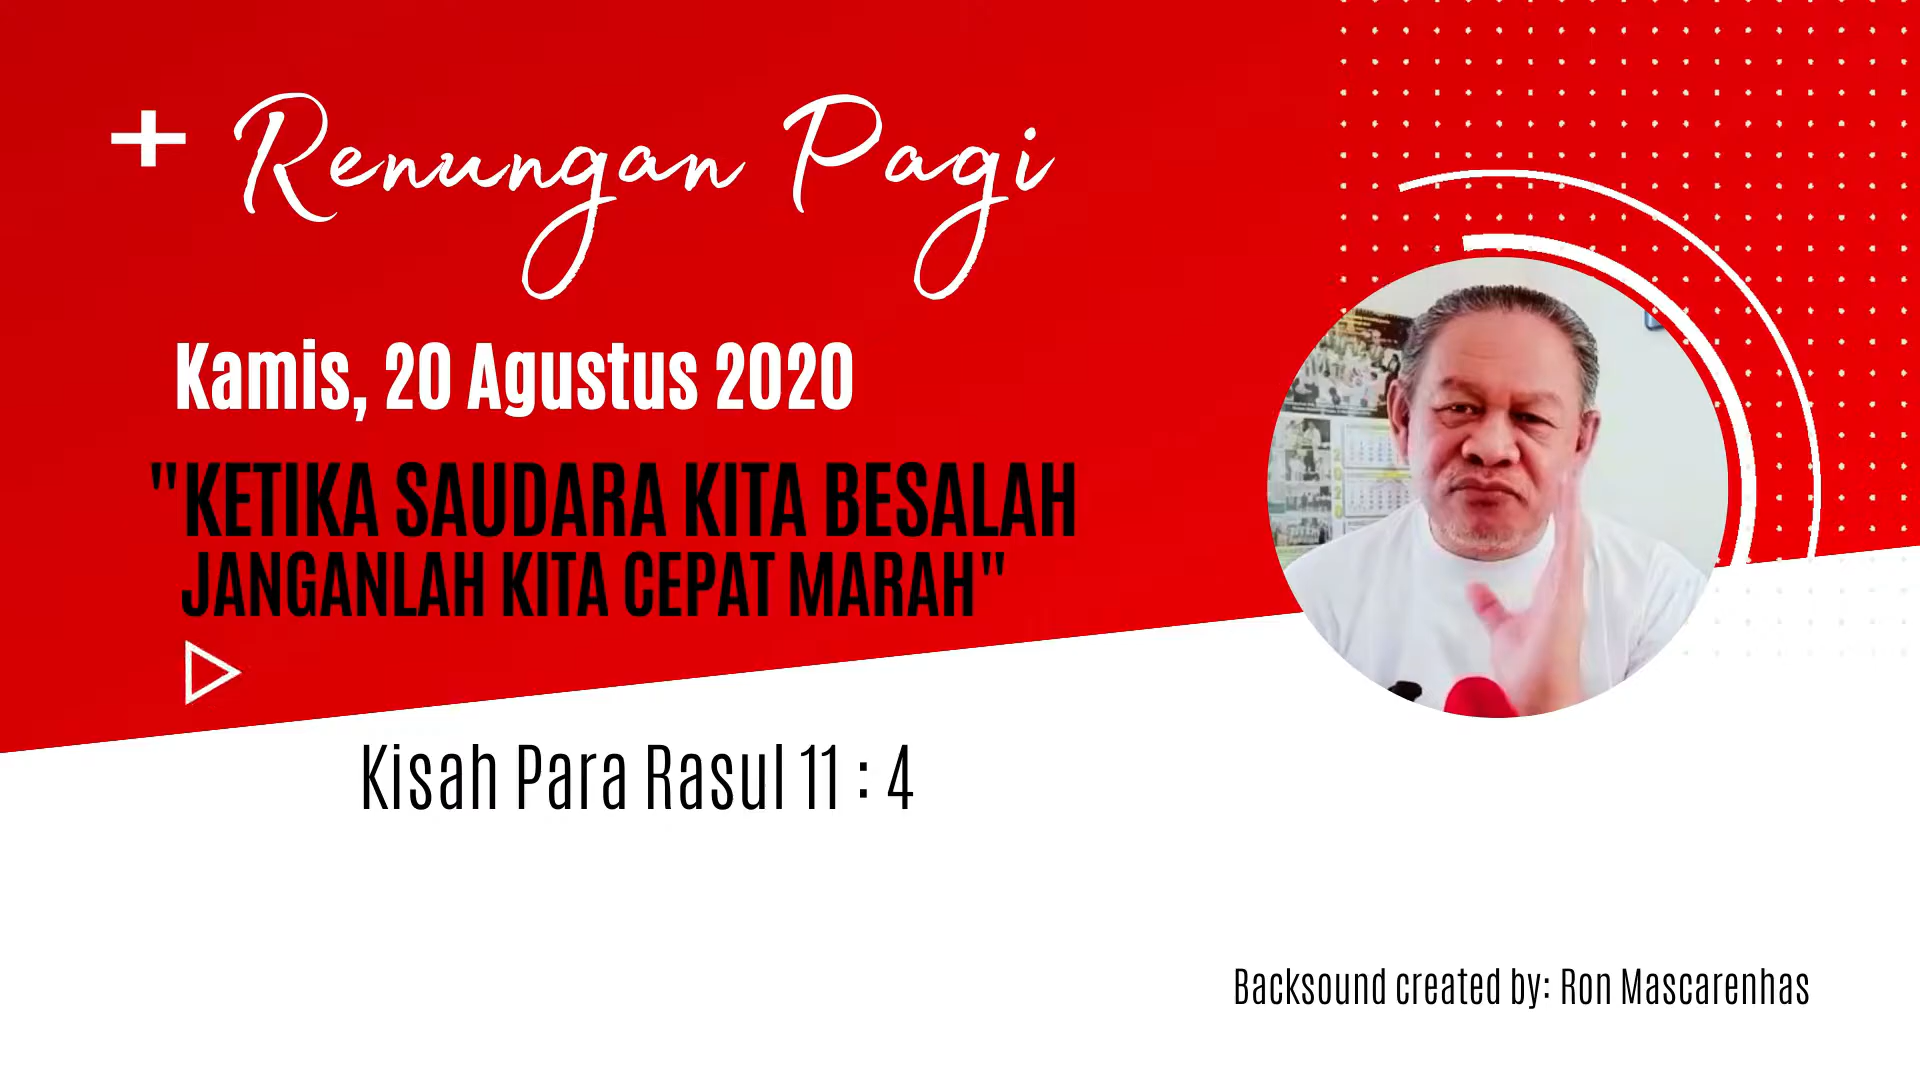 Renungan Pagi
Kamis, 20 Agustus 2020
"KETIKA SAUDARA KITA BESALAH
JANGANLAH KITA CEPAT MARAH"
Kisah Para Rasul 11 : 4
Backsound created by: Ron Mascarenhas